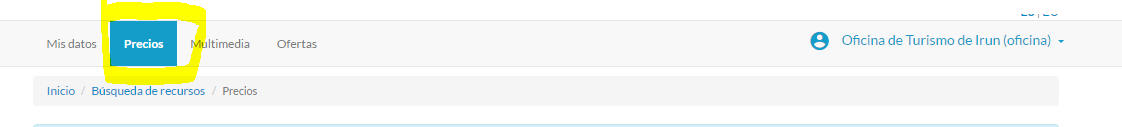 Mis datos Precios Multimedia Ofertas Oficina de Turismo de Irun (oficina)
Inicio / Búsqueda de recursos / Precios